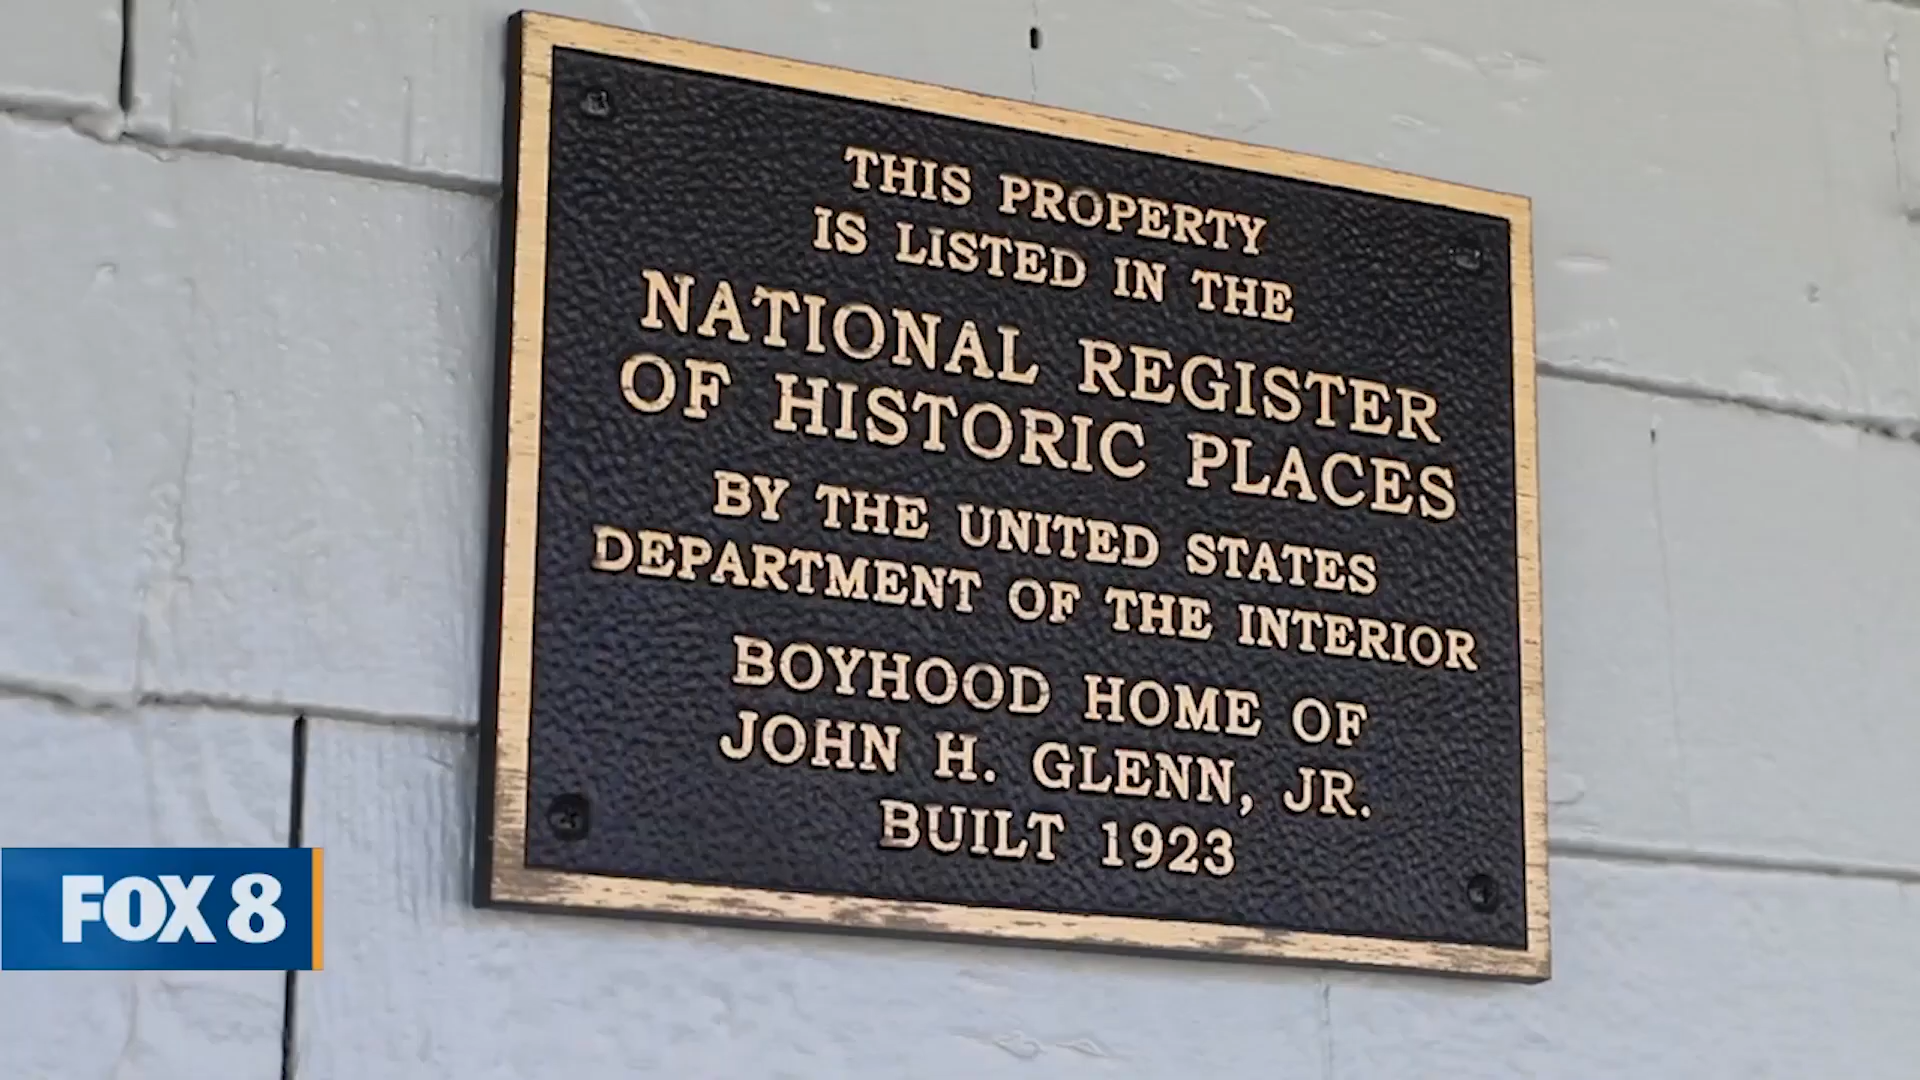 THIS PROPERTY
IS LISTED IN THE
NATIONAL REGISTER
OF HISTORIC PLACES
BY THE UNITED STATES
DEPARTMENT OF THE INTERIOR
BOYHOOD HOME OF
JOHN H. GLENN, JR.
BUILT 1923
FOX 8